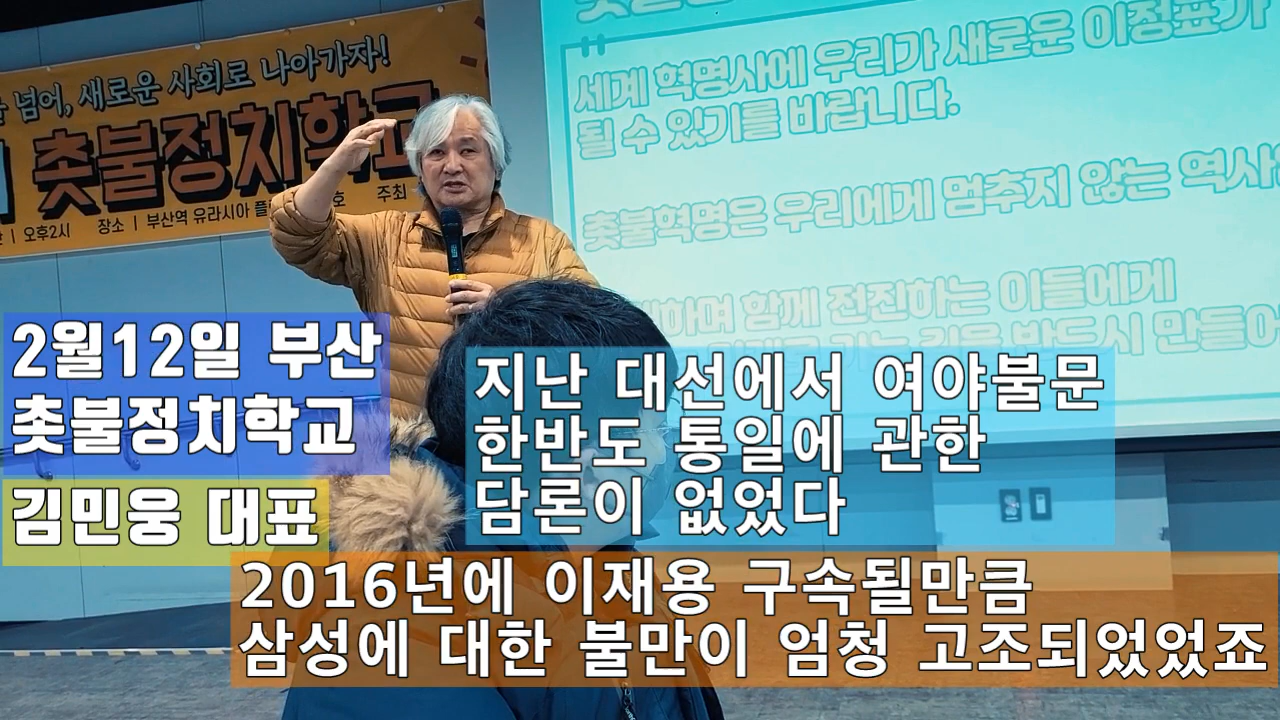 넘어, 새로운 사회로 나아가자!
촛불정치학교
오후2시 장소 | 부산역 유라시아 주최
세계 혁명사에 우리가 새로운 이정표가
될 수 있기를 바랍니다.
촛불혁명은 우리에게 멈추지 않는
함께 전진하는 이들에게
반드시
2월12일 부산
촛불정치학교
김민웅 대표
지난 대선에서 여야불문
한반도 통일에 관한
담론이 없었다
2016년에 이재용 구속될만큼
삼성에 대한 불만이 엄청 고조되었었죠